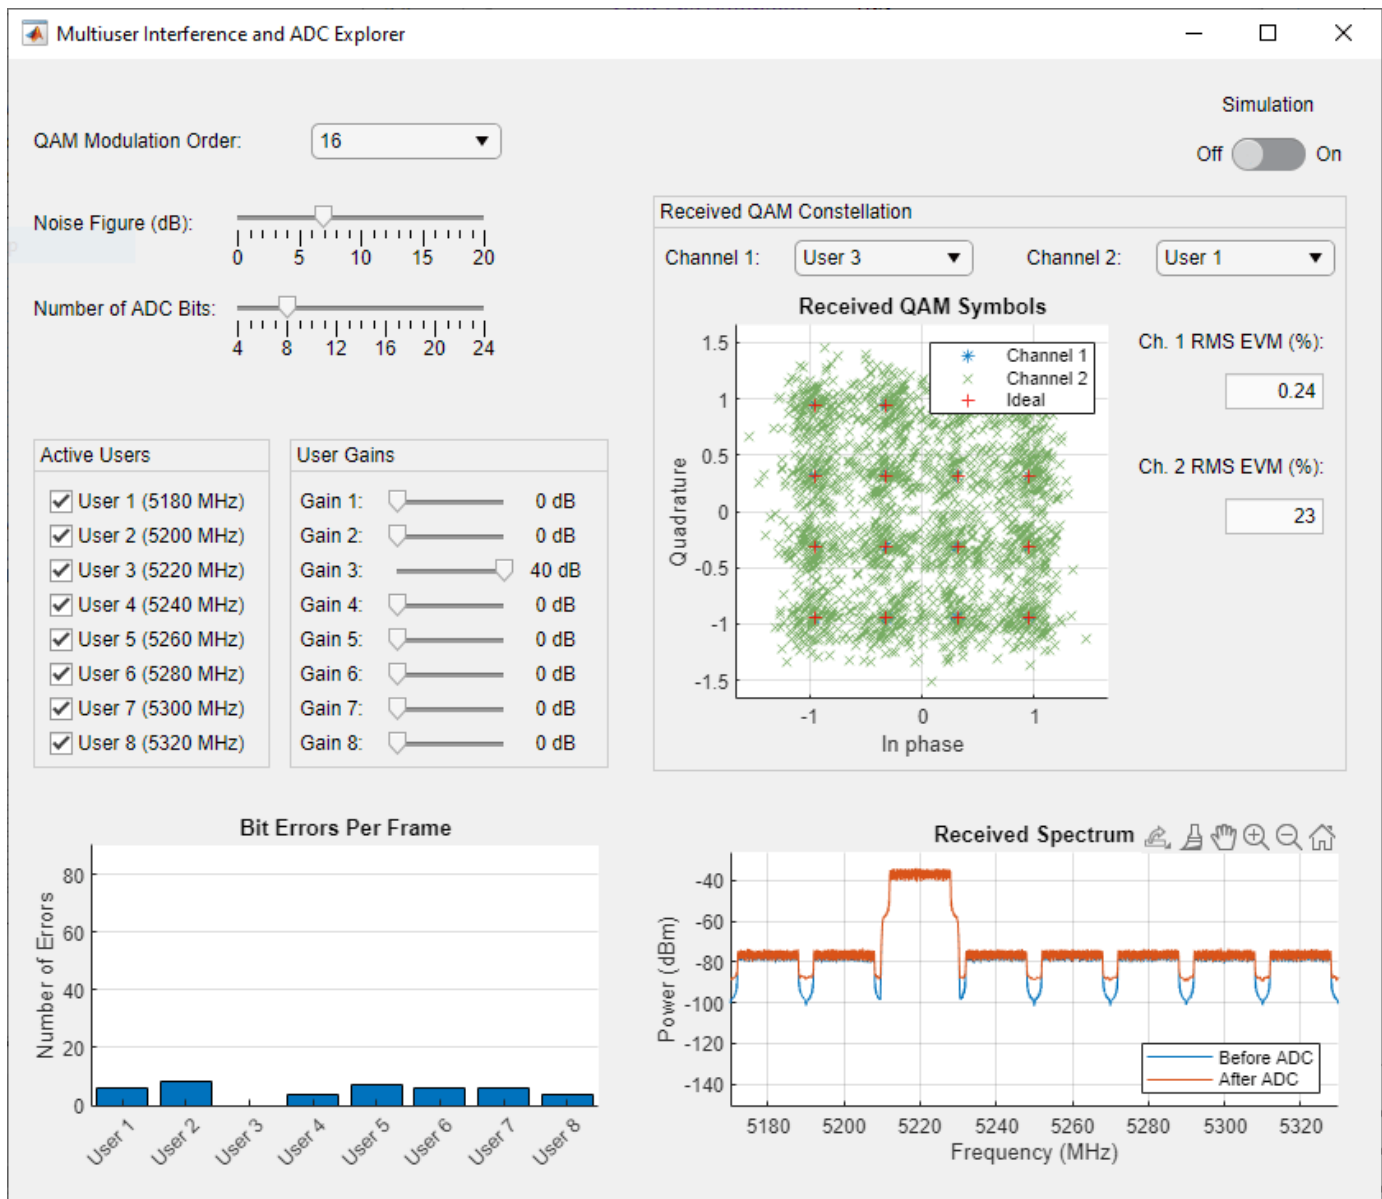 Multiuser Interference and ADC Explorer
Simulation
QAM Modulation Order: 16
Off On
Noise Figure (dB):
0 5 10 15 20
Number of ADC Bits:
4 8 12 16 20 24
Received QAM Constellation
Channel 1: User 3 Channel 2: User 1
Received QAM Symbols
Channel 1
Channel 2
Ideal
1.5
1
0.5
0
-0.5
-1
-1.5
Quadrature
-1 0 1
In phase
Ch. 1 RMS EVM (%):
0.24
Ch. 2 RMS EVM (%):
23
Active Users
User 1 (5180 MHz)
User 2 (5200 MHz)
User 3 (5220 MHz)
User 4 (5240 MHz)
User 5 (5260 MHz)
User 6 (5280 MHz)
User 7 (5300 MHz)
User 8 (5320 MHz)
User Gains
Gain 1: 0 dB
Gain 2: 0 dB
Gain 3: 40 dB
Gain 4: 0 dB
Gain 5: 0 dB
Gain 6: 0 dB
Gain 7: 0 dB
Gain 8: 0 dB
Bit Errors Per Frame
Number of Errors
80
60
40
20
0
User 1 User 2 User 3 User 4 User 5 User 6 User 7 User 8
Received Spectrum
Power (dBm)
-40
-60
-80
-100
-120
-140
Before ADC
After ADC
5180 5200 5220 5240 5260 5280 5300 5320
Frequency (MHz)